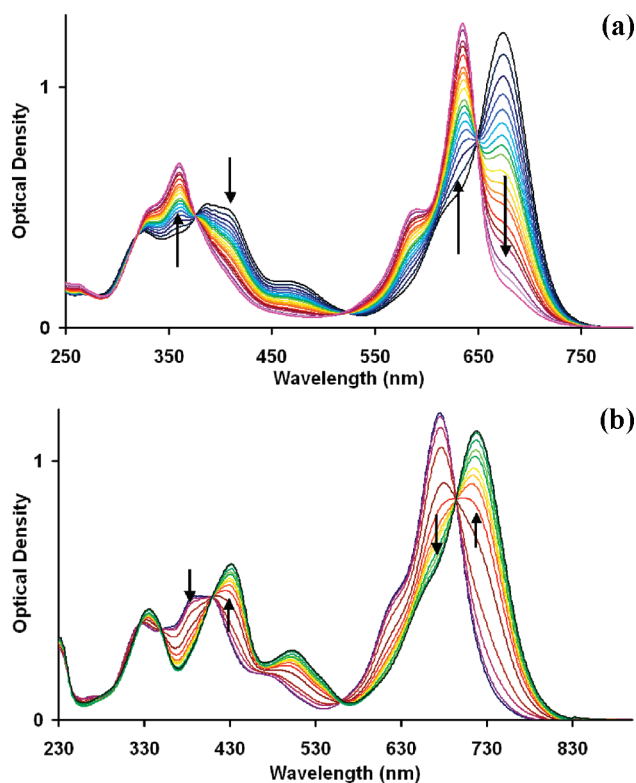 (a)
1
Optical Density
0
250 350 450 550 650 750
Wavelength (nm)
(b)
1
Optical Density
0
230 330 430 530 630 730 830
Wavelength (nm)